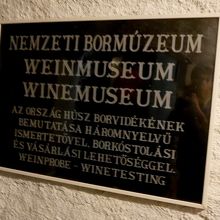 NEMZETI BORMÚZEUM
WEINMUSEUM
WINEMUSEUM
AZ ORSZÁG HÚSZ BORVIDÉKÉNEK
BEMUTATÁSA HÁROMNYELVŰ
ISMERTETŐVEL. BORKÓSTOLÁSI
ÉS VÁSÁRLÁSI LEHETŐSÉGGEL.
WEINPROBE - WINETESTING